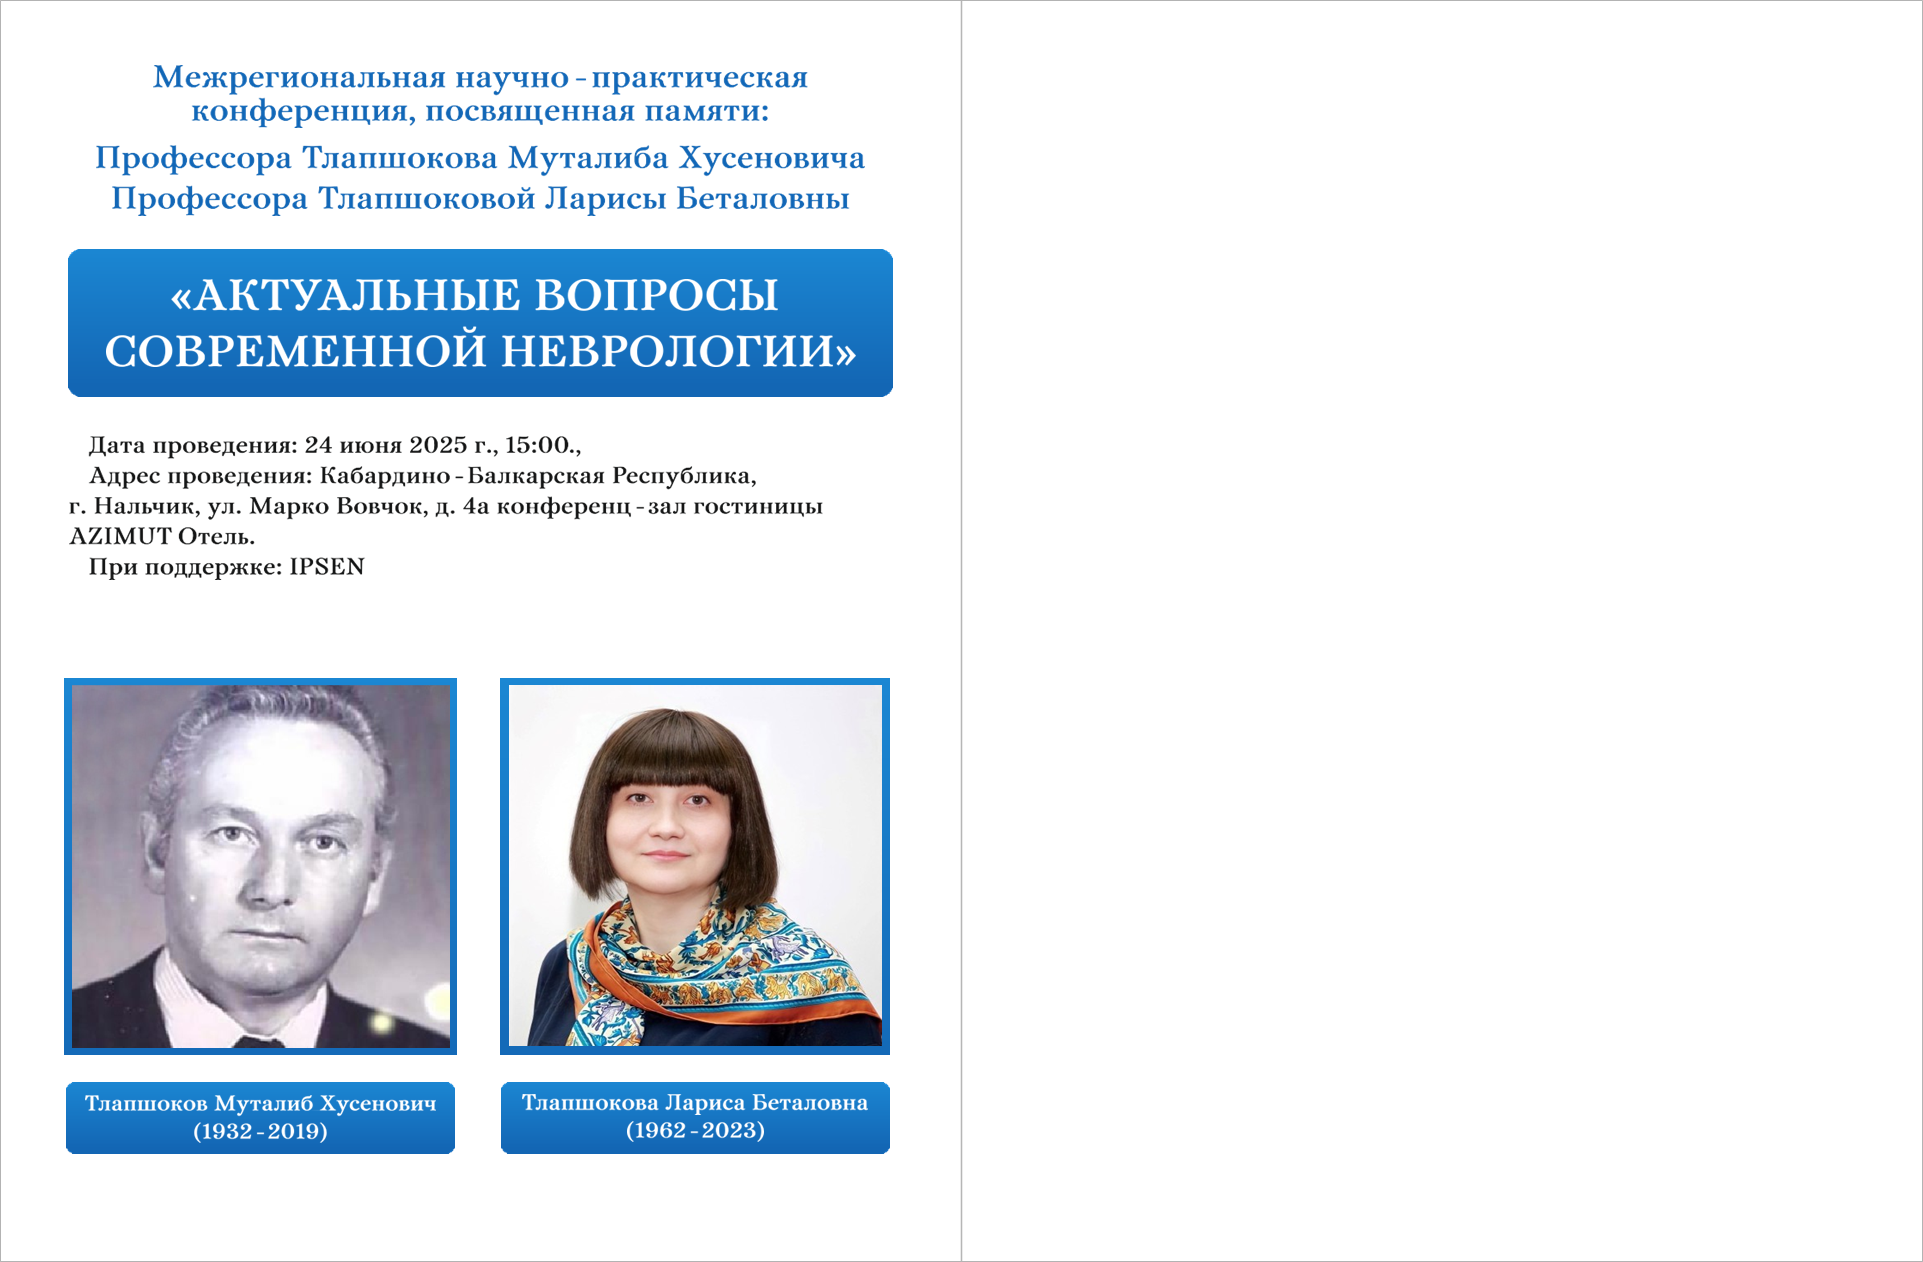 Межрегиональная научно-практическая
конференция, посвященная памяти:
Профессора Тлапшокова Муталиба Хусеновича
Профессора Тлапшоковой Ларисы Беталовны
«АКТУАЛЬНЫЕ ВОПРОСЫ
СОВРЕМЕННОЙ НЕВРОЛОГИИ»
Дата проведения: 24 июня 2025 г., 15:00.,
Адрес проведения: Кабардино-Балкарская Республика,
г. Нальчик, ул. Марко Вовчок, д. 4а конференц-зал гостиницы
AZIMUT Отель.
При поддержке: IPSEN
Тлапшоков Муталиб Хусенович
(1932-2019)
Тлапшокова Лариса Беталовна
(1962-2023)